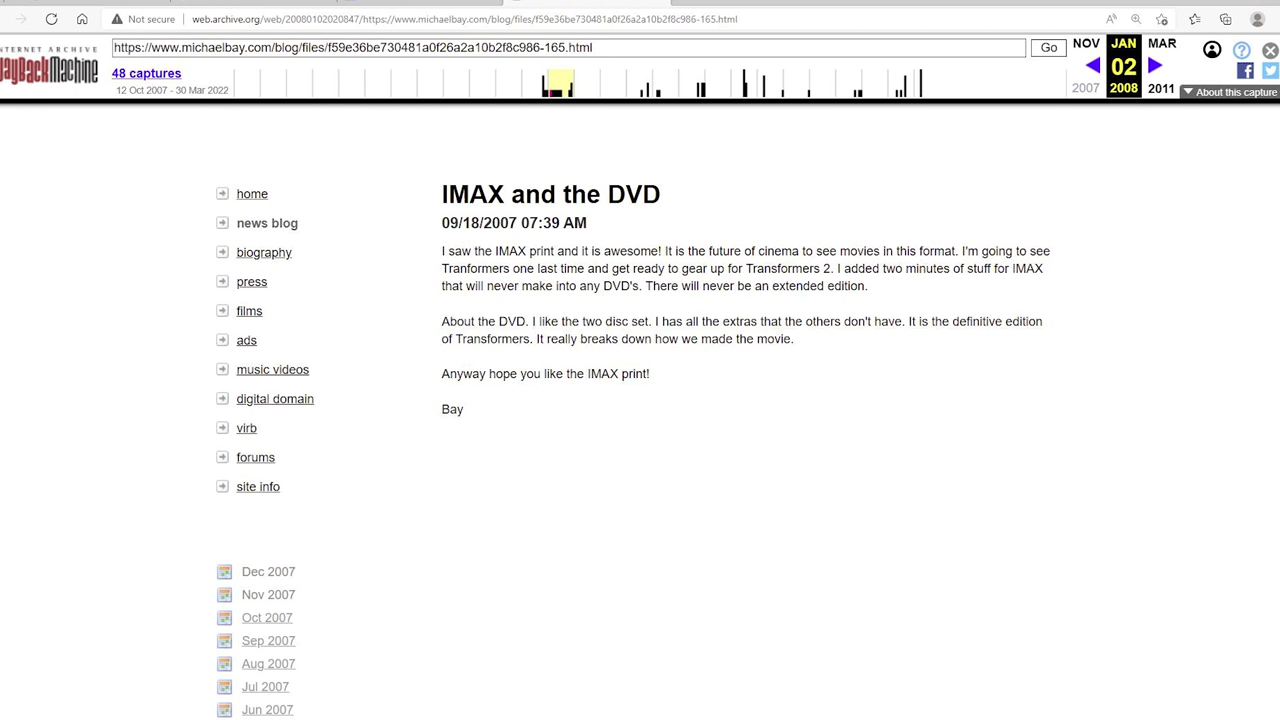 Not secure
web.archive.org/web/20080102020847/https://www.michaelbay.com/blog/files/f59e36be730481a0f26a2a10b2f8c986-165.html
INTERNET ARCHIVE
WayBackMachine
https://www.michaelbay.com/blog/files/f59e36be730481a0f26a2a10b2f8c986-165.html
Go
NOV JAN MAR
48 captures
02
12 Oct 2007 - 30 Mar 2022
2007 2008 2011
About this capture
home
news blog
biography
press
films
ads
music videos
digital domain
virb
forums
site info
Dec 2007
Nov 2007
Oct 2007
Sep 2007
Aug 2007
Jul 2007
Jun 2007
IMAX and the DVD
09/18/2007 07:39 AM
I saw the IMAX print and it is awesome! It is the future of cinema to see movies in this format. I'm going to see
Tranformers one last time and get ready to gear up for Transformers 2. I added two minutes of stuff for IMAX
that will never make into any DVD's. There will never be an extended edition.
About the DVD. I like the two disc set. I has all the extras that the others don't have. It is the definitive edition
of Transformers. It really breaks down how we made the movie.
Anyway hope you like the IMAX print!
Bay